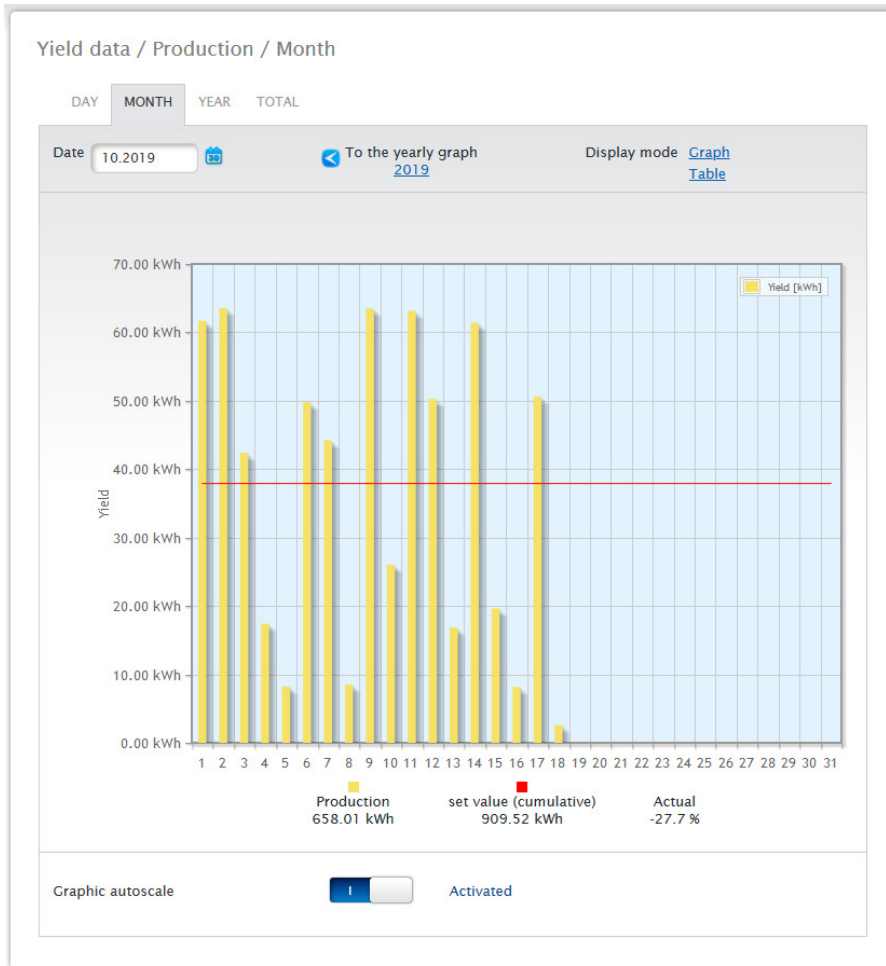 Yield data / Production / Month
DAY MONTH YEAR TOTAL
Date 10.2019 30 To the yearly graph Display mode Graph
2019 Table
70.00 kWh
Yield [kWh]
60.00 kWh
50.00 kWh
40.00 kWh
Yield
30.00 kWh
20.00 kWh
10.00 kWh
0.00 kWh
1 2 3 4 5 6 7 8 9 10 11 12 13 14 15 16 17 18 19 20 21 22 23 24 25 26 27 28 29 30 31
Production set value (cumulative) Actual
658.01 kWh 909.52 kWh -27.7 %
Graphic autoscale I Activated